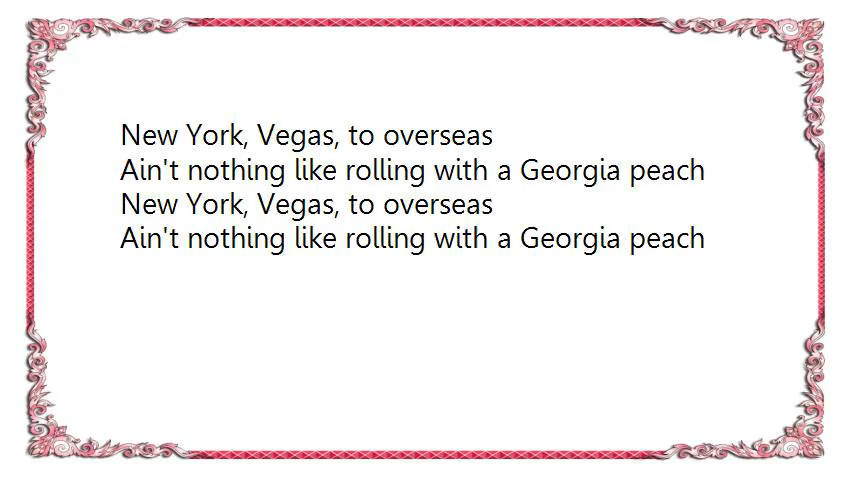 New York, Vegas, to overseas
Ain't nothing like rolling with a Georgia peach
New York, Vegas, to overseas
Ain't nothing like rolling with a Georgia peach